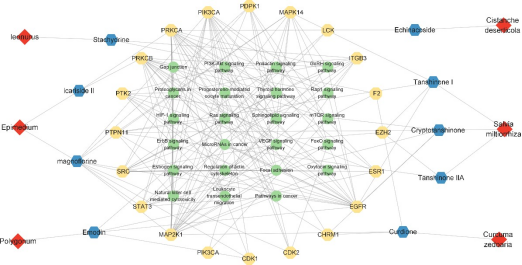 PDPK1
PIK3CA
MAPK14
PRKCA
LCK
Echinacoside
Cistanche
deserticola
leonurus
Stachydrine
PRKCB
Gap junction
PI3K-Akt signaling
pathway
Prolactin signaling
pathway
GnRH signaling
pathway
ITGB3
Icariside II
PTK2
Proteoglycans in
cancer
Progesterone-mediated
oocyte maturation
Thyroid hormone
signaling pathway
Rap1 signaling
pathway
F2
Tanshinone I
Epimedium
PTPN11
HIF-1 signaling
pathway
Ras signaling
pathway
Sphingolipid signaling
pathway
mTOR signaling
pathway
EZH2
Cryptotanshinone
Salvia
miltiorrhiza
magnoflorine
ErbB signaling
pathway
MicroRNAs in cancer
VEGF signaling
pathway
FoxO signaling
pathway
SRC
Estrogen signaling
pathway
Regulation of actin
cytoskeleton
Focal adhesion
Oxytocin signaling
pathway
ESR1
Tanshinone IIA
STAT3
Natural killer cell
mediated cytotoxicity
Leukocyte
transendothelial
migration
Pathways in cancer
EGFR
Polygonum
Emodin
MAP2K1
CHRM1
Curdione
Curcuma
zedoaria
PIK3CA
CDK1
CDK2